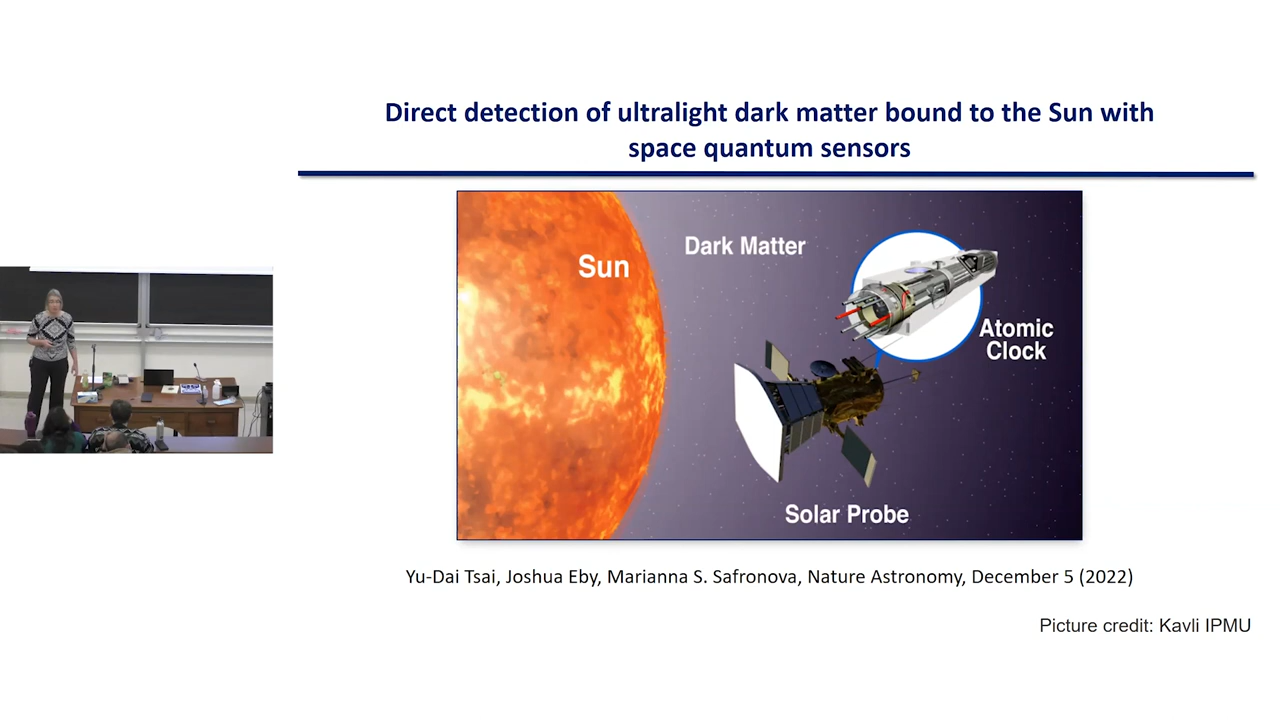 Direct detection of ultralight dark matter bound to the Sun with
space quantum sensors
Sun
Dark Matter
Atomic
Clock
Solar Probe
Yu-Dai Tsai, Joshua Eby, Marianna S. Safronova, Nature Astronomy, December 5 (2022)
Picture credit: Kavli IPMU